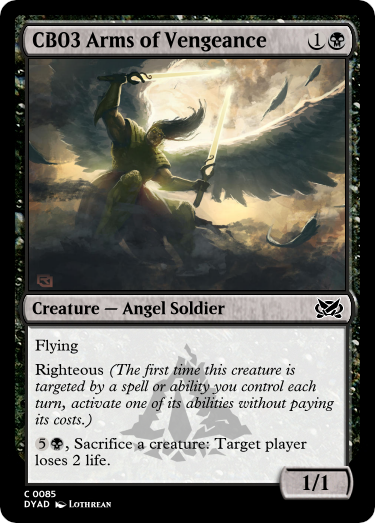 CB03 Arms of Vengeance 1
Creature — Angel Soldier
Flying
Righteous (The first time this creature is
targeted by a spell or ability you control each
turn, activate one of its abilities without paying
its costs.)
5, Sacrifice a creature: Target player
loses 2 life.
1/1
C 0085
DYAD Lothrean